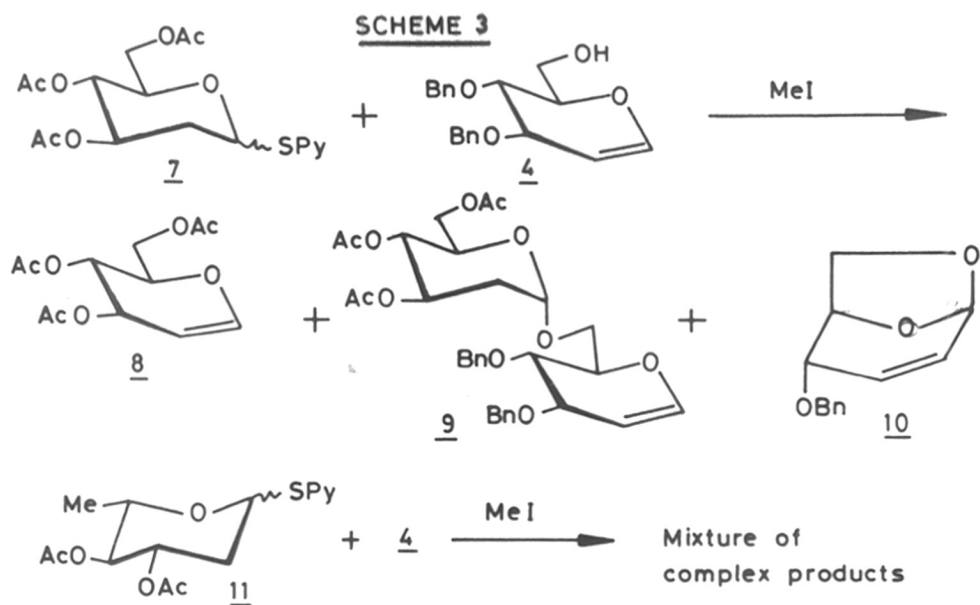 SCHEME 3
OAc
AcO
O
AcO
SPy
7
+
OH
BnO
O
BnO
4
MeI
OAc
AcO
O
AcO
8
+
OAc
AcO
O
AcO
O
BnO
O
BnO
9
+
O
O
OBn
10
Me
O
SPy
AcO
OAc
11
+ 4
MeI
Mixture of
complex products